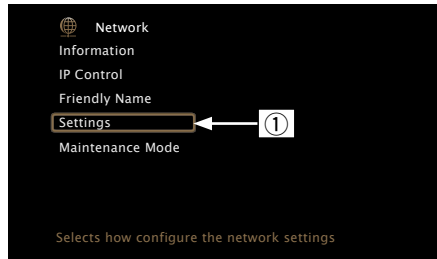 Network
Information
IP Control
Friendly Name
Settings
①
Maintenance Mode
Selects how configure the network settings